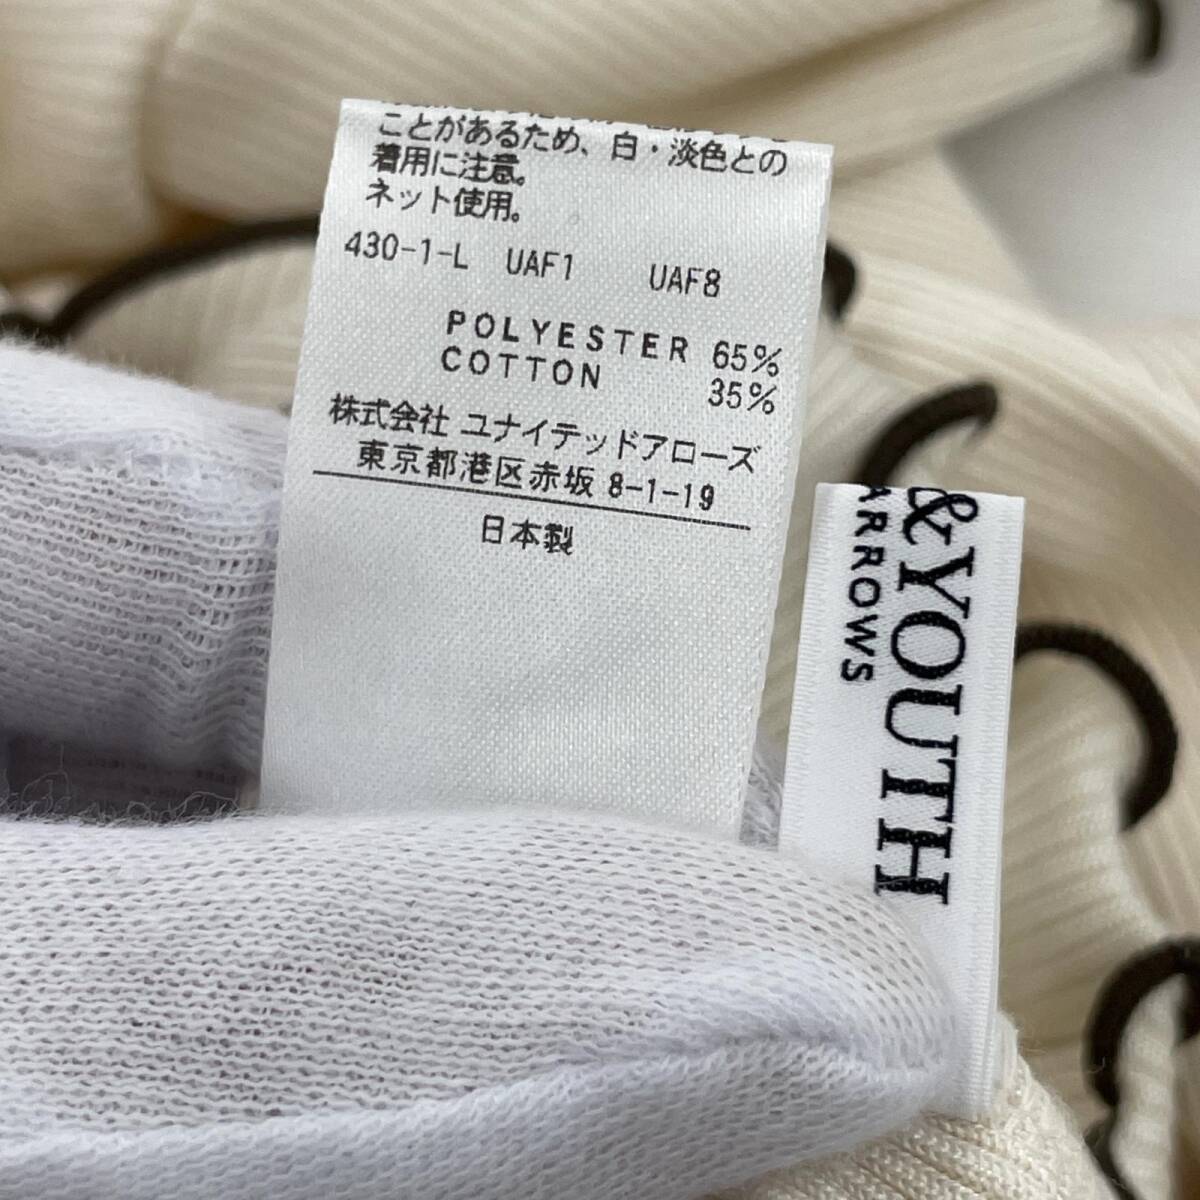 ことがあるため、白・淡色との
着用に注意。
ネット使用。
430-1-L UAF1 UAF8
POLYESTER 65%
COTTON 35%
株式会社 ユナイテッドアローズ
東京都港区赤坂 8-1-19
日本製
&YOUTH
ARROWS